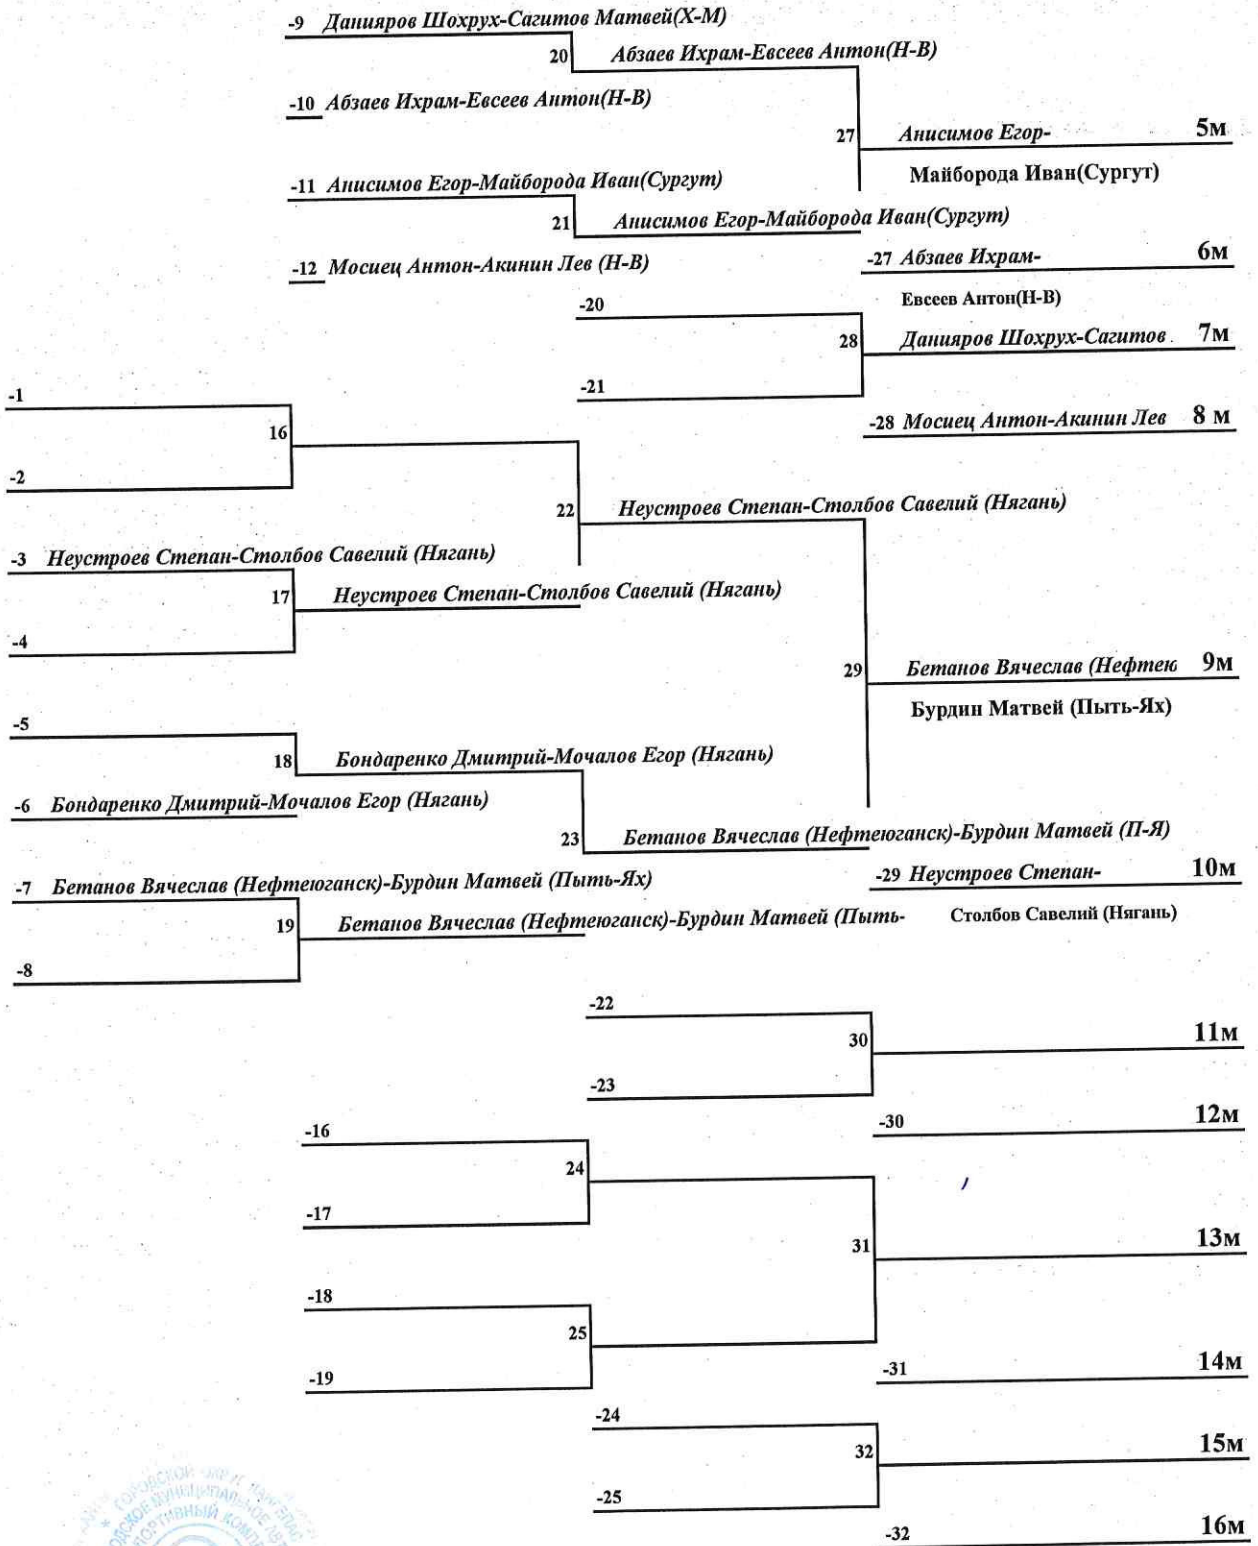 -9 Данияров Шохрух-Сагитов Матвей(Х-М)
20 Абзаев Ихрам-Евсеев Антон(Н-В)
-10 Абзаев Ихрам-Евсеев Антон(Н-В)
27 Анисимов Егор- 5м
Майборода Иван(Сургут)
-11 Анисимов Егор-Майборода Иван(Сургут)
21 Анисимов Егор-Майборода Иван(Сургут)
-12 Мосиец Антон-Акинин Лев (Н-В)
-27 Абзаев Ихрам- 6м
Евсеев Антон(Н-В)
-20
28 Данияров Шохрух-Сагитов 7м
-21
-28 Мосиец Антон-Акинин Лев 8 м
-1
16
-2
22 Неустроев Степан-Столбов Савелий (Нягань)
-3 Неустроев Степан-Столбов Савелий (Нягань)
17 Неустроев Степан-Столбов Савелий (Нягань)
-4
29 Бетанов Вячеслав (Нефтею 9м
Бурдин Матвей (Пыть-Ях)
-5
18 Бондаренко Дмитрий-Мочалов Егор (Нягань)
-6 Бондаренко Дмитрий-Мочалов Егор (Нягань)
23 Бетанов Вячеслав (Нефтеюганск)-Бурдин Матвей (П-Я)
-7 Бетанов Вячеслав (Нефтеюганск)-Бурдин Матвей (Пыть-Ях)
-29 Неустроев Степан- 10м
Столбов Савелий (Нягань)
19 Бетанов Вячеслав (Нефтеюганск)-Бурдин Матвей (Пыть-
-8
-22
30 11м
-23
-30 12м
-16
24
-17
31 13м
-18
25
-19
-31 14м
-24
32 15м
-25
-32 16м